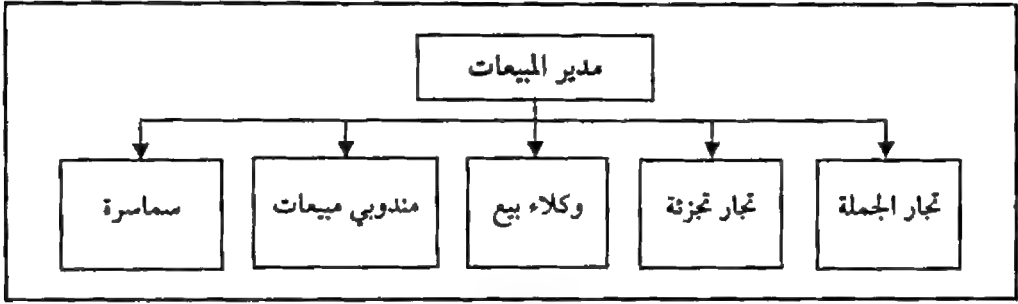 مدير المبيعات
تجار الجملة
تجار تجزئة
وكلاء بيع
مندوبي مبيعات
سماسرة